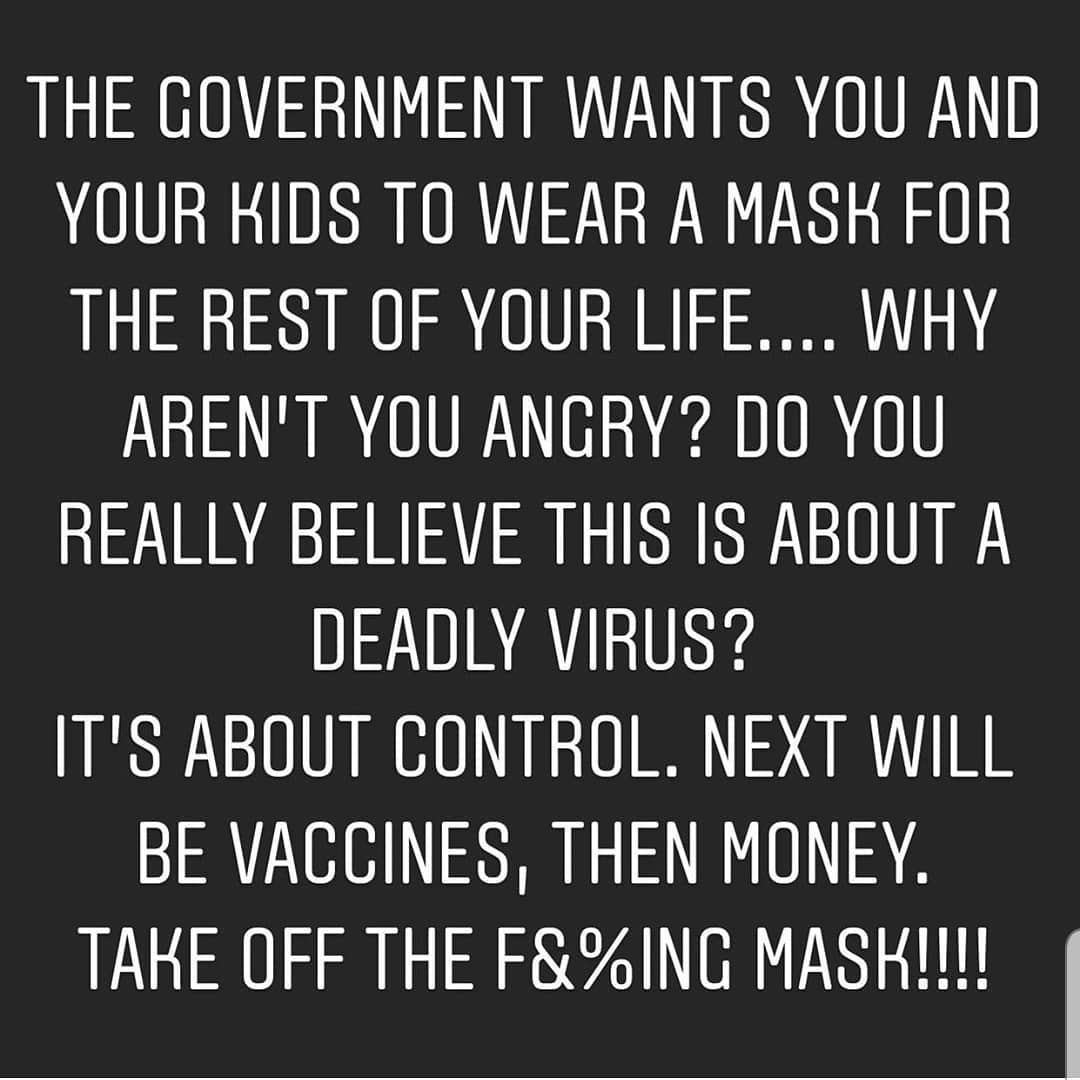 THE GOVERNMENT WANTS YOU AND
YOUR KIDS TO WEAR A MASK FOR
THE REST OF YOUR LIFE.... WHY
AREN'T YOU ANGRY? DO YOU
REALLY BELIEVE THIS IS ABOUT A
DEADLY VIRUS?
IT'S ABOUT CONTROL. NEXT WILL
BE VACCINES, THEN MONEY.
TAKE OFF THE F&%ING MASK!!!!